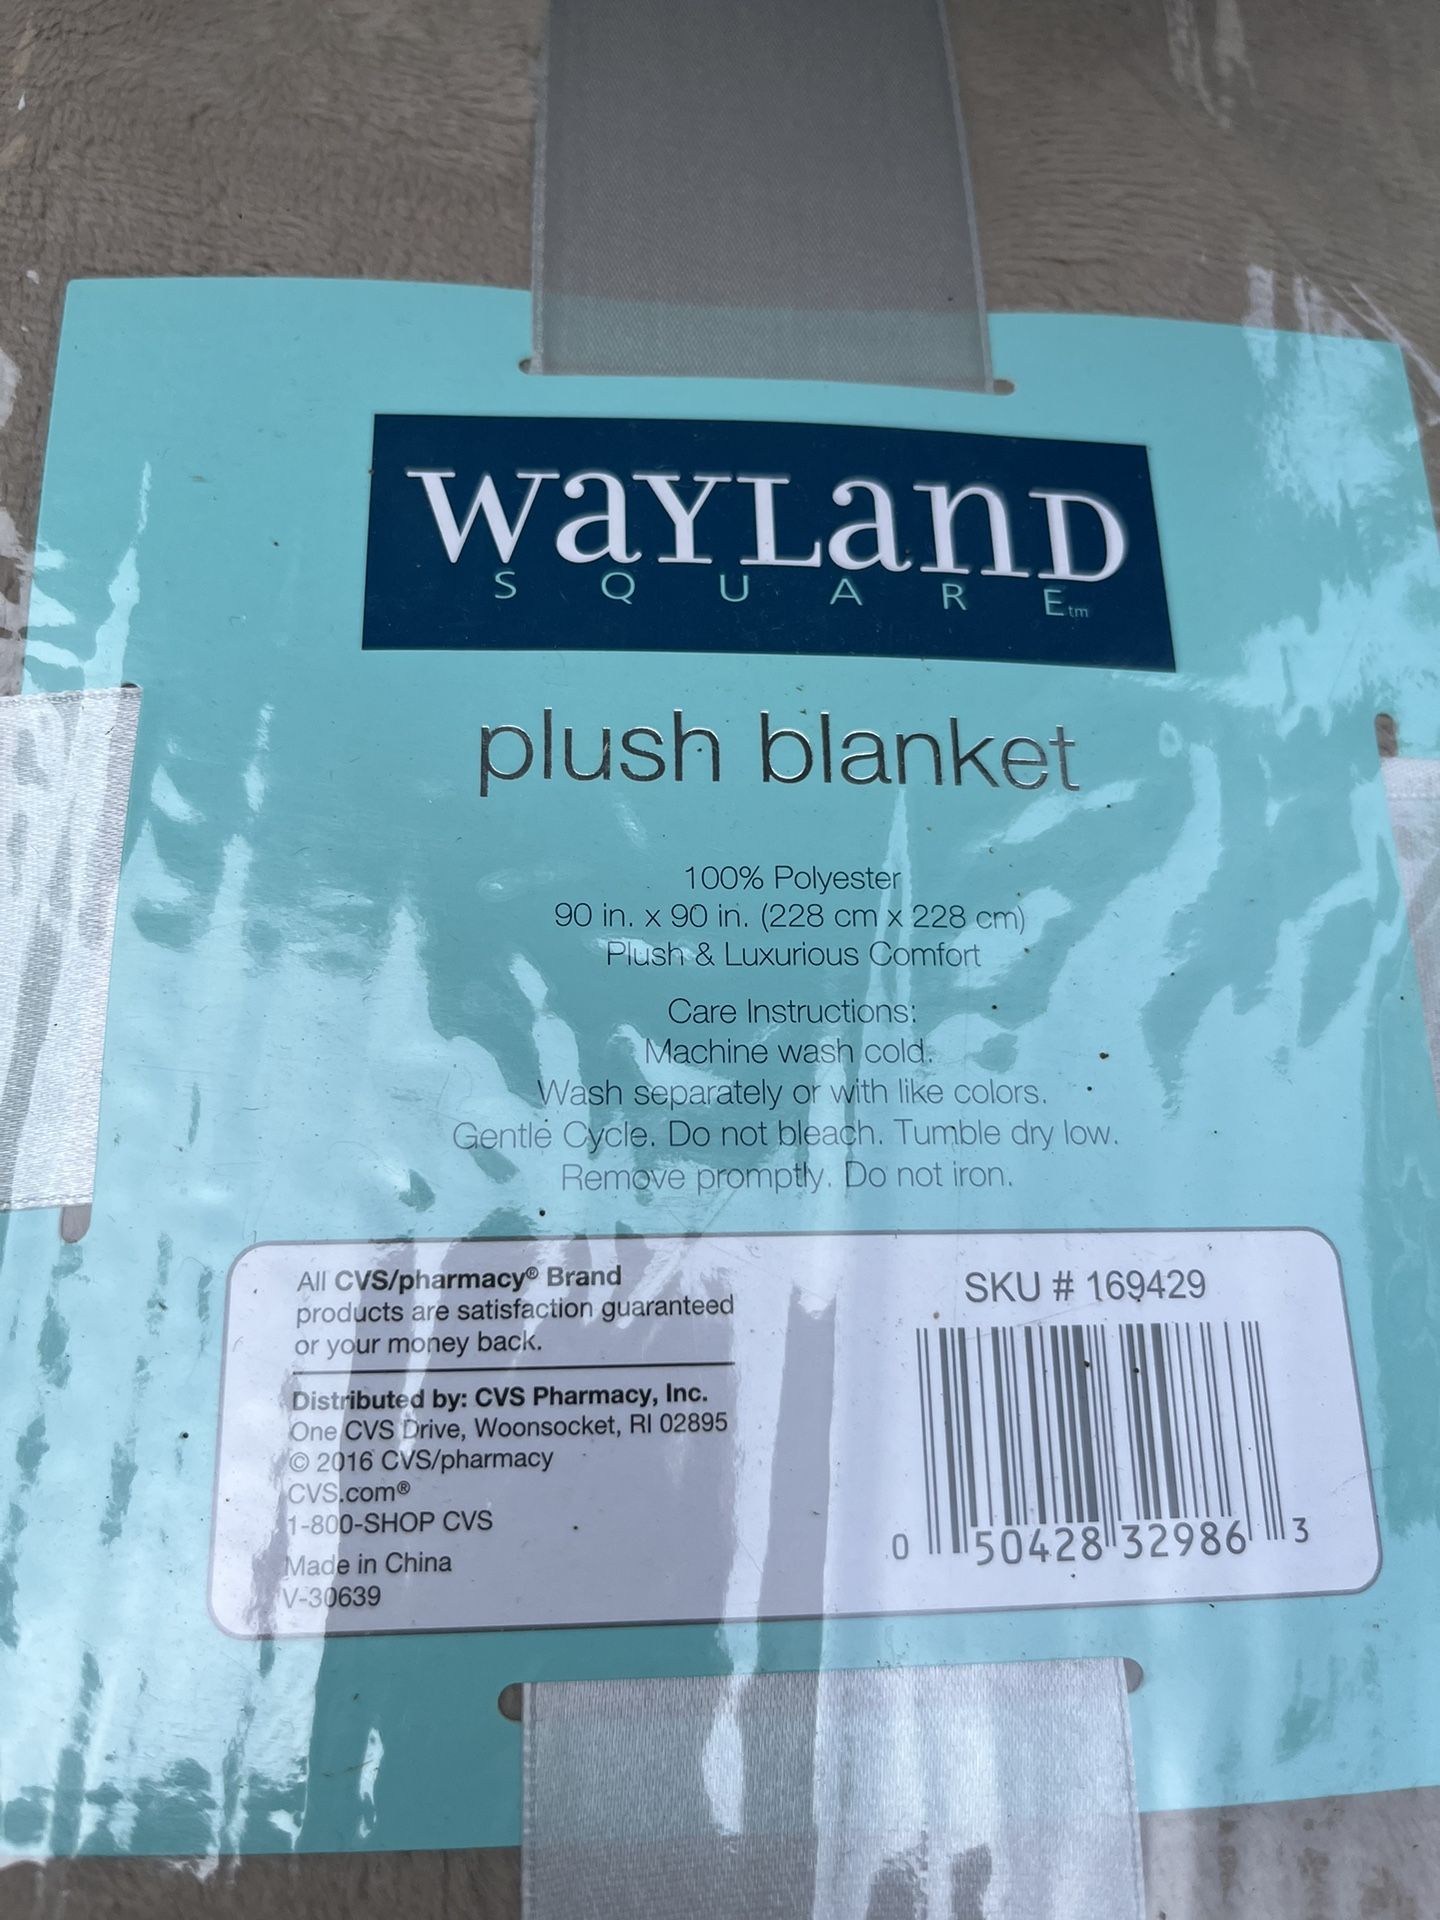 WaYLanD
SQUARE tm
plush blanket
100% Polyester
90 in. x 90 in. (228 cm x 228 cm)
Plush & Luxurious Comfort
Care Instructions:
Machine wash cold.
Wash separately or with like colors.
Gentle Cycle. Do not bleach. Tumble dry low.
Remove promptly. Do not iron.
All CVS/pharmacy® Brand
products are satisfaction guaranteed
or your money back.
Distributed by: CVS Pharmacy, Inc.
One CVS Drive, Woonsocket, RI 02895
© 2016 CVS/pharmacy
CVS.com®
1-800-SHOP CVS
Made in China
V-30639
SKU # 169429
0 50428 32986 3